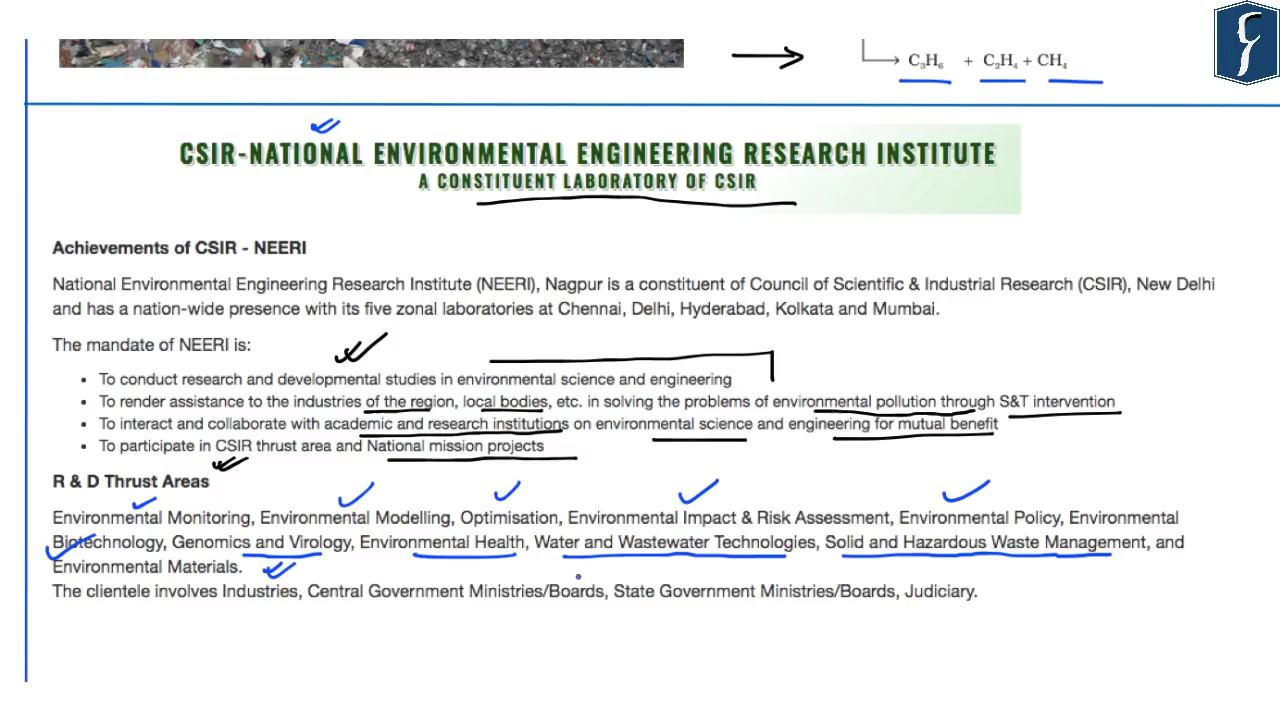 C₃H₆ + C₂H₄ + CH₄
CSIR-NATIONAL ENVIRONMENTAL ENGINEERING RESEARCH INSTITUTE
A CONSTITUENT LABORATORY OF CSIR
Achievements of CSIR - NEERI
National Environmental Engineering Research Institute (NEERI), Nagpur is a constituent of Council of Scientific & Industrial Research (CSIR), New Delhi
and has a nation-wide presence with its five zonal laboratories at Chennai, Delhi, Hyderabad, Kolkata and Mumbai.
The mandate of NEERI is:
• To conduct research and developmental studies in environmental science and engineering
• To render assistance to the industries of the region, local bodies, etc. in solving the problems of environmental pollution through S&T intervention
• To interact and collaborate with academic and research institutions on environmental science and engineering for mutual benefit
• To participate in CSIR thrust area and National mission projects
R & D Thrust Areas
Environmental Monitoring, Environmental Modelling, Optimisation, Environmental Impact & Risk Assessment, Environmental Policy, Environmental
Biotechnology, Genomics and Virology, Environmental Health, Water and Wastewater Technologies, Solid and Hazardous Waste Management, and
Environmental Materials.
The clientele involves Industries, Central Government Ministries/Boards, State Government Ministries/Boards, Judiciary.